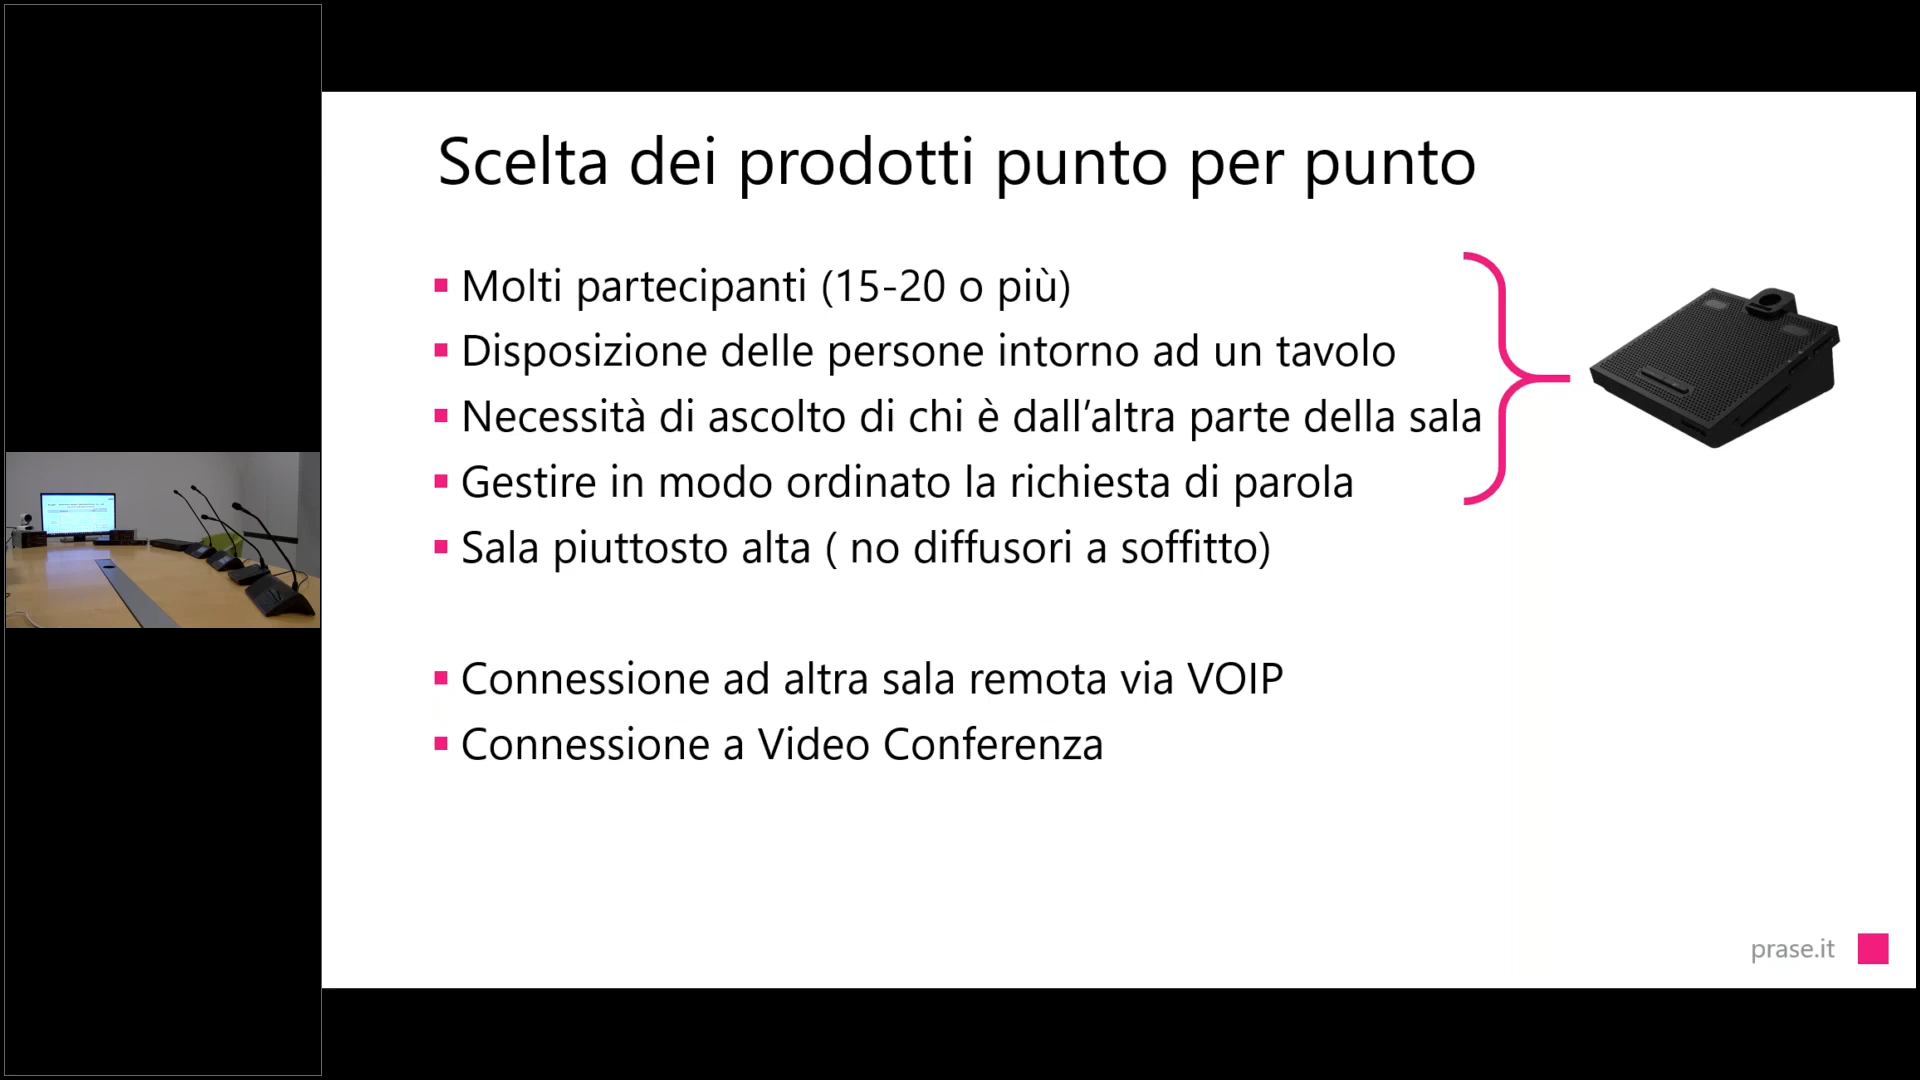 Scelta dei prodotti punto per punto
Molti partecipanti (15-20 o più)
Disposizione delle persone intorno ad un tavolo
Necessità di ascolto di chi è dall’altra parte della sala
Gestire in modo ordinato la richiesta di parola
Sala piuttosto alta ( no diffusori a soffitto)
Connessione ad altra sala remota via VOIP
Connessione a Video Conferenza
prase.it